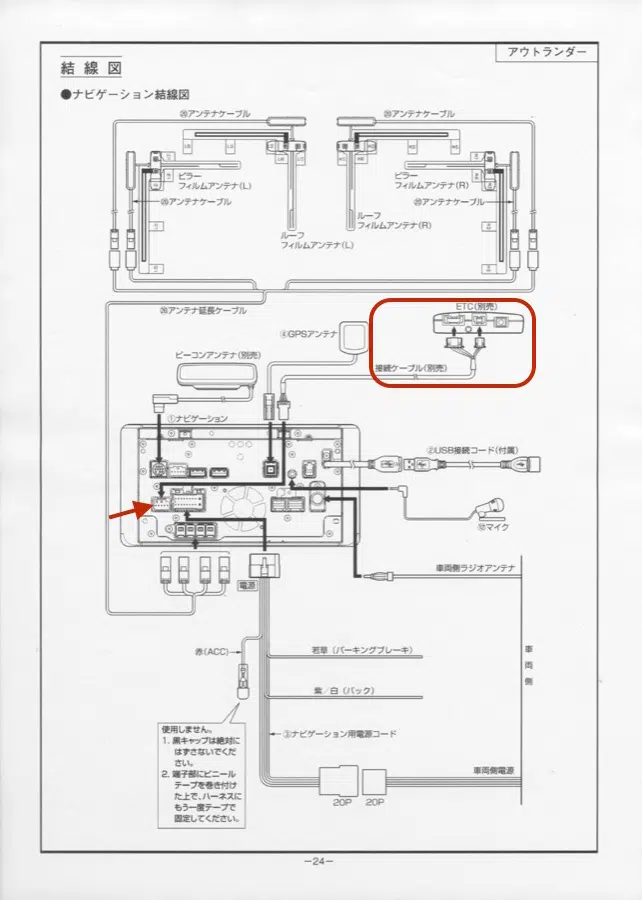 アウトランダー
結 線 図
●ナビゲーション結線図
アンテナケーブル
アンテナケーブル
ピラー
フィルムアンテナ(L)
ピラー
フィルムアンテナ(R)
アンテナケーブル
アンテナケーブル
ルーフ
フィルムアンテナ(L)
ルーフ
フィルムアンテナ(R)
アンテナ延長ケーブル
ETC(別売)
④GPSアンテナ
ビーコンアンテナ(別売)
接続ケーブル(別売)
①ナビゲーション
②USB接続コード(付属)
マイク
車両側ラジオアンテナ
電源
赤(ACC)
若草 (パーキングブレーキ)
車両側
紫/白 (バック)
使用しません。
1. 黒キャップは絶対に
はずさないでくだ
さい。
2. 端子部にビニール
テープを巻き付け
た上で、ハーネスに
もう一度テープで
固定してください。
③ナビゲーション用電源コード
車両側電源
20P
20P
-24-